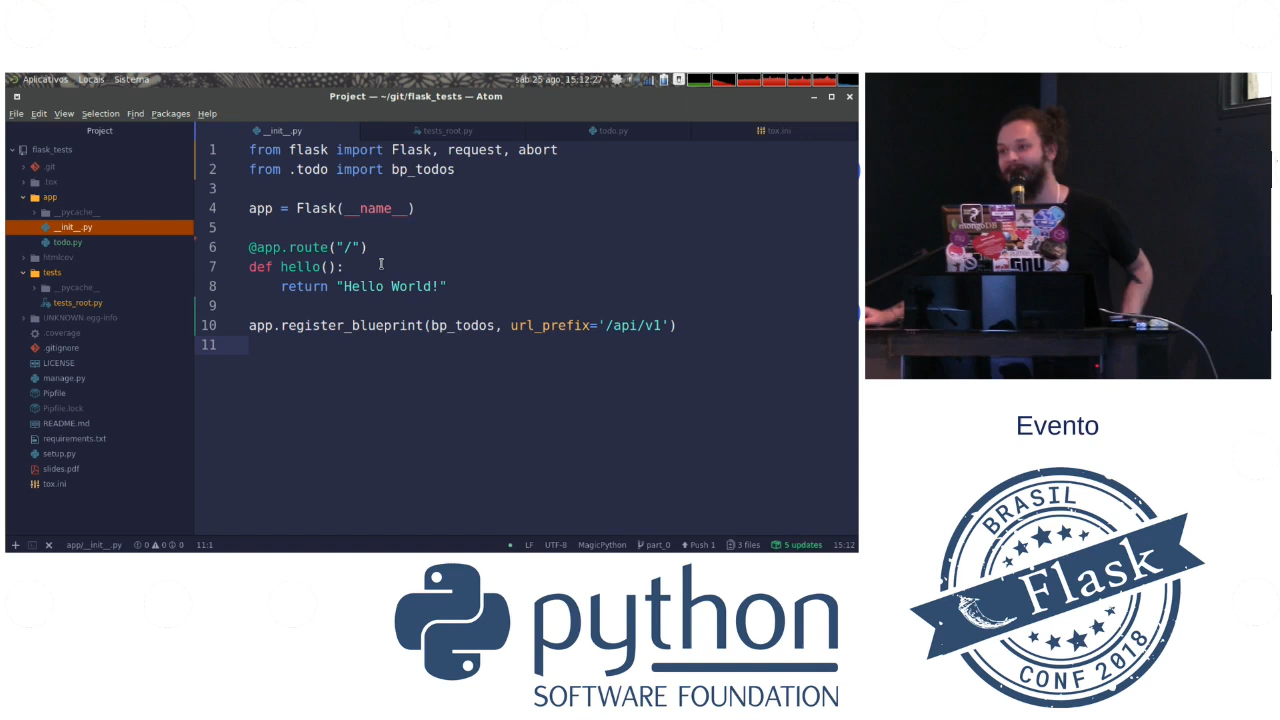 Aplicativos Locais Sistema
sáb 25 ago, 15:12:27
Project — ~/git/flask_tests — Atom
File Edit View Selection Find Packages Help
Project
__init__.py
tests_root.py
todo.py
tox.ini
flask_tests
.git
.tox
app
__pycache__
__init__.py
todo.py
htmlcov
tests
__pycache__
tests_root.py
UNKNOWN.egg-info
.coverage
.gitignore
LICENSE
manage.py
Pipfile
Pipfile.lock
README.md
requirements.txt
setup.py
slides.pdf
tox.ini
1 from flask import Flask, request, abort
2 from .todo import bp_todos
3
4 app = Flask(__name__)
5
6 @app.route("/")
7 def hello():
8 return "Hello World!"
9
10 app.register_blueprint(bp_todos, url_prefix='/api/v1')
11
app/__init__.py 0 0 0 11:1
LF UTF-8 MagicPython part_0 Push 1 3 files 5 updates 15:12
mongoDB
GNU
Evento
BRASIL
Flask
CONF 2018
python
SOFTWARE FOUNDATION